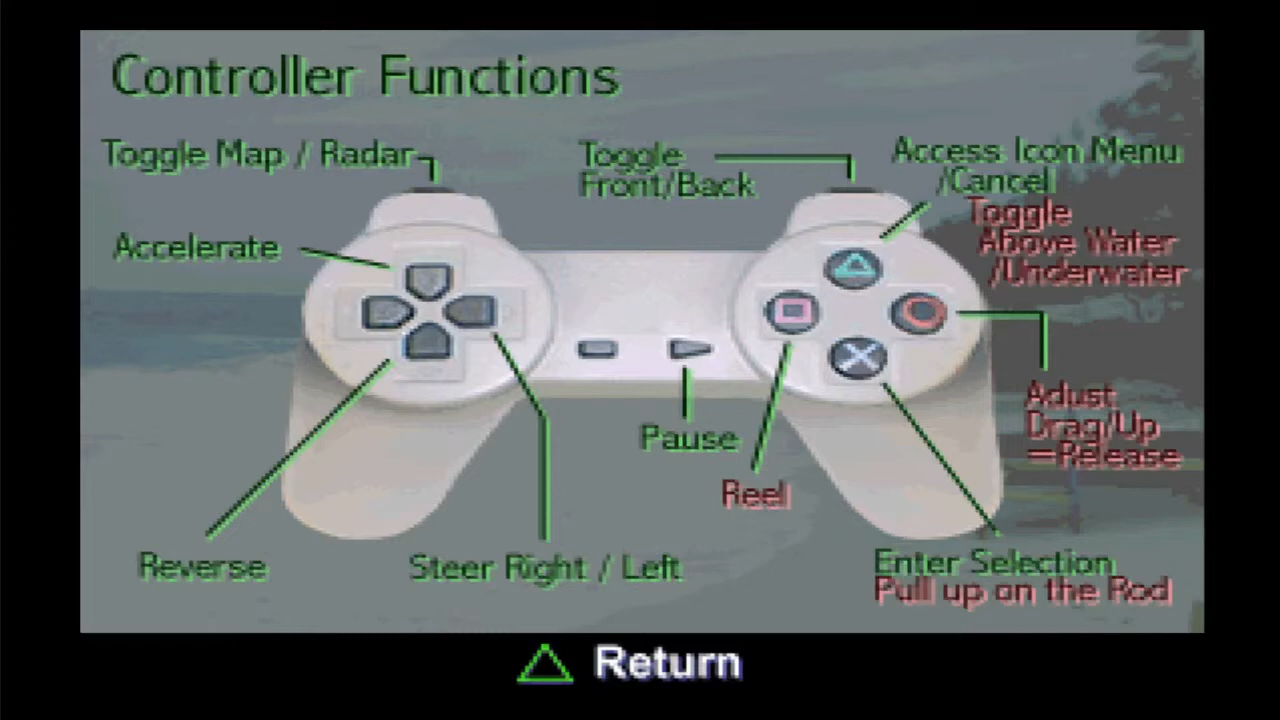 Controller Functions
Toggle Map / Radar
Toggle
Front/Back
Access Icon Menu
/Cancel
Toggle
Above Water
/Underwater
Accelerate
Adjust
Drag/Up
=Release
Pause
Reel
Reverse
Steer Right / Left
Enter Selection
Pull up on the Rod
Return